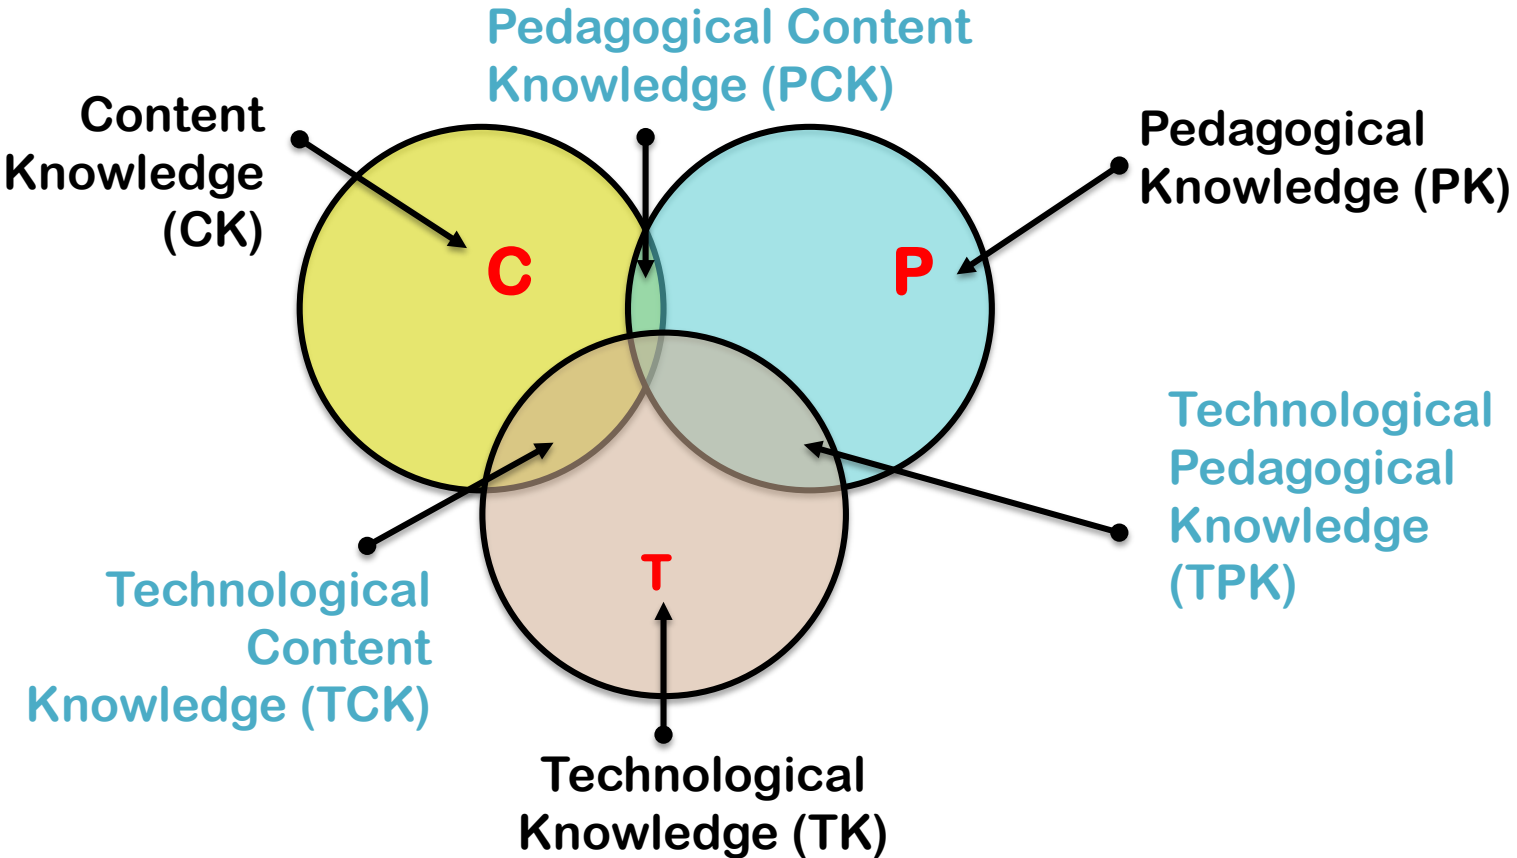 Pedagogical Content
Knowledge (PCK)
Content
Knowledge
(CK)
Pedagogical
Knowledge (PK)
C
P
Technological
Pedagogical
Knowledge
(TPK)
T
Technological
Content
Knowledge (TCK)
Technological
Knowledge (TK)